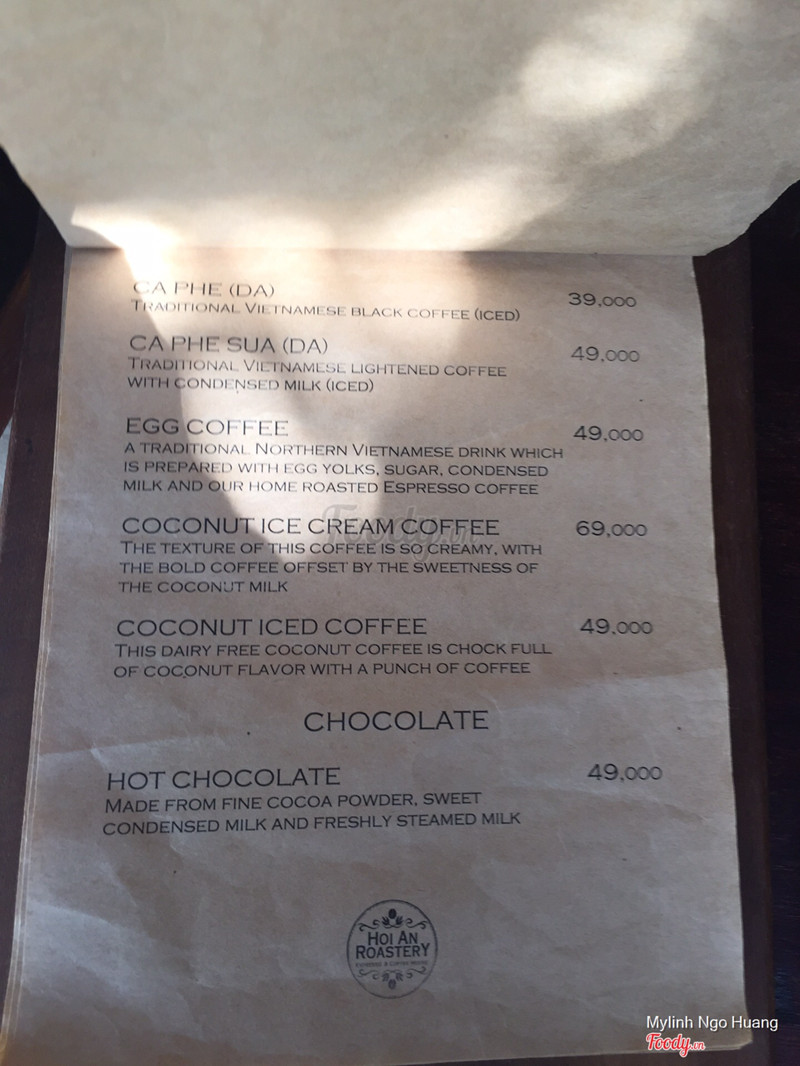 CA PHE (DA) 39,000
TRADITIONAL VIETNAMESE BLACK COFFEE (ICED)
CA PHE SUA (DA) 49,000
TRADITIONAL VIETNAMESE LIGHTENED COFFEE
WITH CONDENSED MILK (ICED)
EGG COFFEE 49,000
A TRADITIONAL NORTHERN VIETNAMESE DRINK WHICH
IS PREPARED WITH EGG YOLKS, SUGAR, CONDENSED
MILK AND OUR HOME ROASTED ESPRESSO COFFEE
COCONUT ICE CREAM COFFEE 69,000
THE TEXTURE OF THIS COFFEE IS SO CREAMY, WITH
THE BOLD COFFEE OFFSET BY THE SWEETNESS OF
THE COCONUT MILK
COCONUT ICED COFFEE 49,000
THIS DAIRY FREE COCONUT COFFEE IS CHOCK FULL
OF COCONUT FLAVOR WITH A PUNCH OF COFFEE
CHOCOLATE
HOT CHOCOLATE 49,000
MADE FROM FINE COCOA POWDER, SWEET
CONDENSED MILK AND FRESHLY STEAMED MILK
HOI AN
ROASTERY
Foody.vn
Mylinh Ngo Huang
Foody.vn